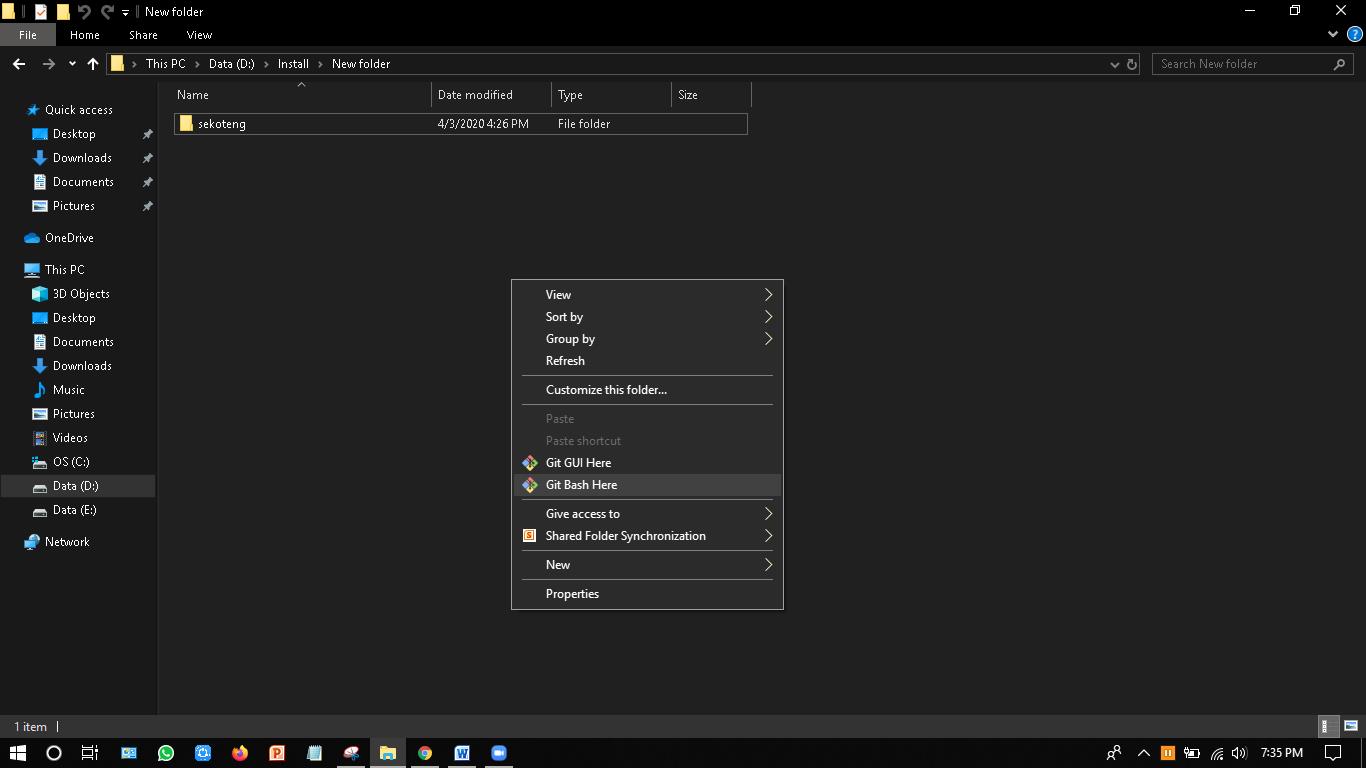 New folder
File Home Share View
This PC Data (D:) Install New folder Search New folder
Name Date modified Type Size
sekoteng 4/3/2020 4:26 PM File folder
Quick access
Desktop
Downloads
Documents
Pictures
OneDrive
This PC
3D Objects
Desktop
Documents
Downloads
Music
Pictures
Videos
OS (C:)
Data (D:)
Data (E:)
Network
View
Sort by
Group by
Refresh
Customize this folder...
Paste
Paste shortcut
Git GUI Here
Git Bash Here
Give access to
Shared Folder Synchronization
New
Properties
1 item
7:35 PM